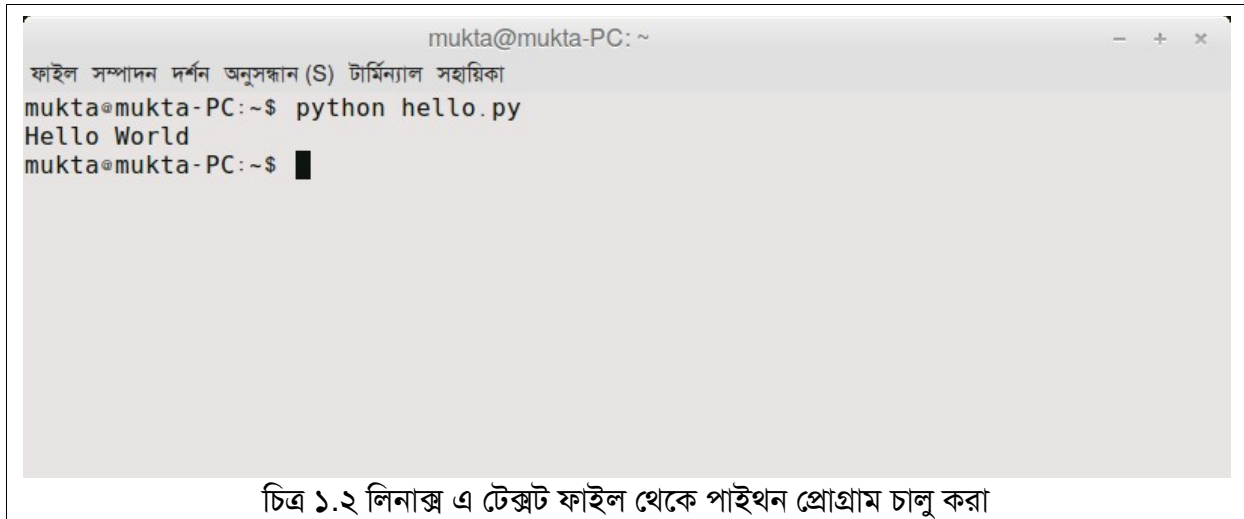 mukta@mukta-PC: ~
ফাইল সম্পাদন দর্শন অনুসন্ধান (S) টার্মিন্যাল সহায়িকা
mukta@mukta-PC:~$ python hello.py
Hello World
mukta@mukta-PC:~$
চিত্র ১.২ লিনাক্স এ টেক্সট ফাইল থেকে পাইথন প্রোগ্রাম চালু করা